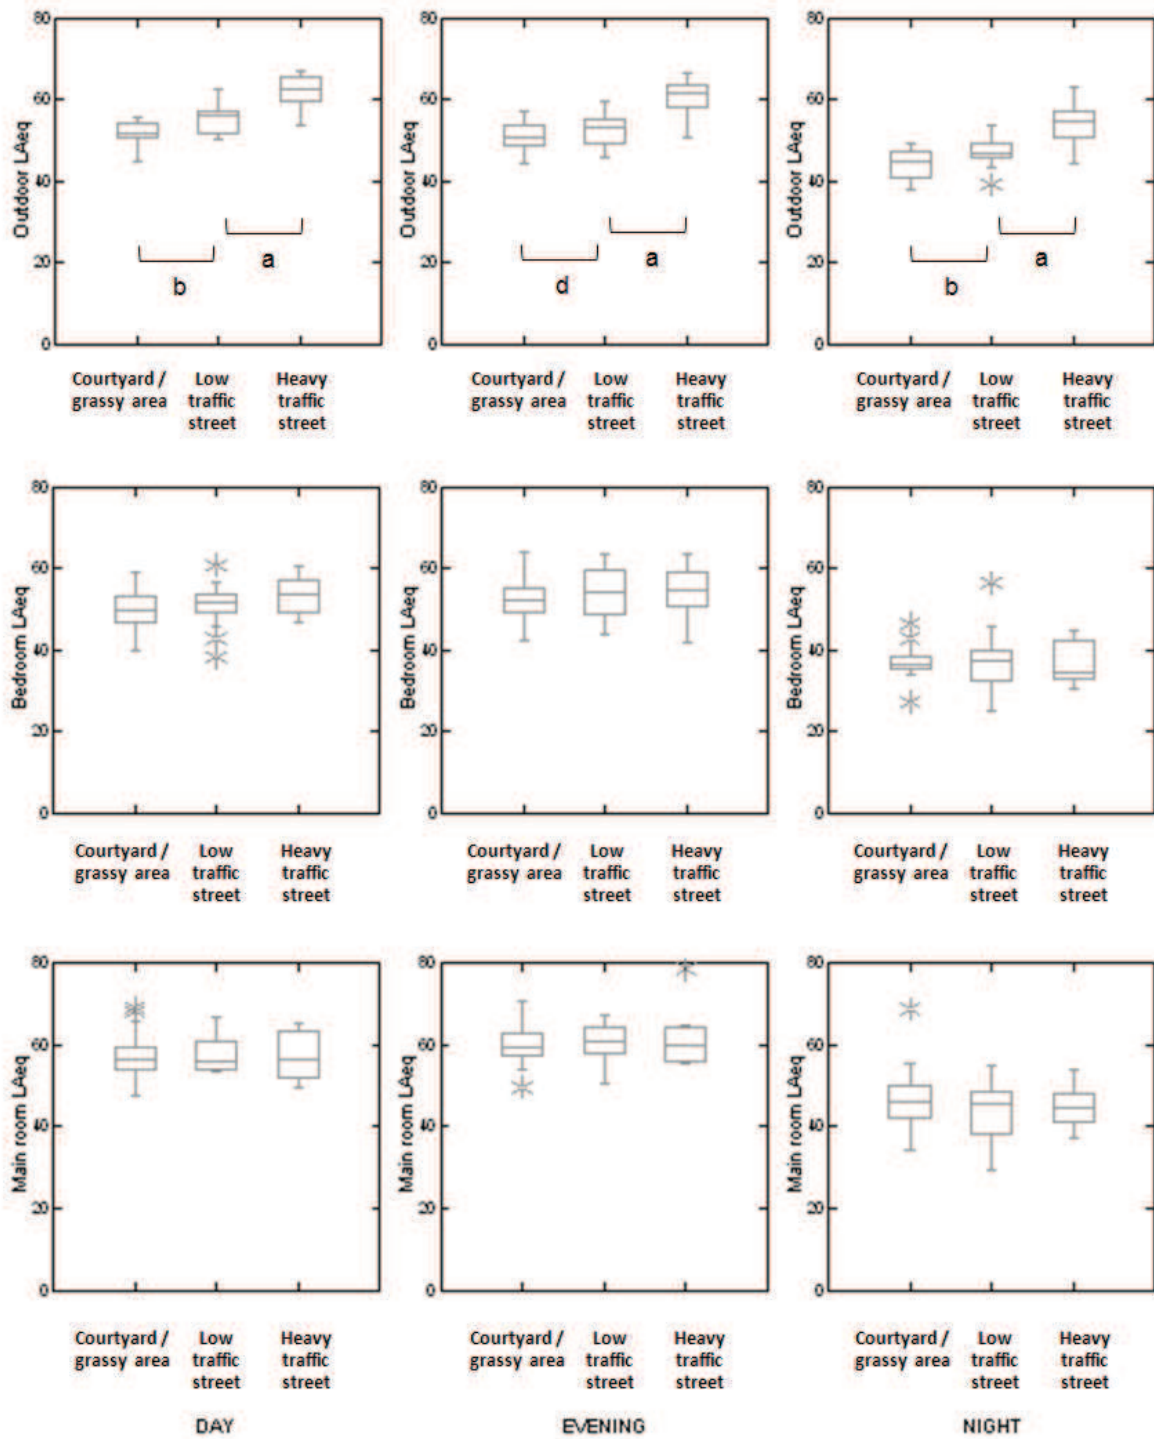 80
60
40
20
0
Outdoor LAeq
b
a
Courtyard / grassy area
Low traffic street
Heavy traffic street
80
60
40
20
0
Outdoor LAeq
d
a
Courtyard / grassy area
Low traffic street
Heavy traffic street
80
60
40
20
0
Outdoor LAeq
b
a
Courtyard / grassy area
Low traffic street
Heavy traffic street
80
60
40
20
0
Bedroom LAeq
Courtyard / grassy area
Low traffic street
Heavy traffic street
80
60
40
20
0
Bedroom LAeq
Courtyard / grassy area
Low traffic street
Heavy traffic street
80
60
40
20
0
Bedroom LAeq
Courtyard / grassy area
Low traffic street
Heavy traffic street
80
60
40
20
0
Main room LAeq
Courtyard / grassy area
Low traffic street
Heavy traffic street
80
60
40
20
0
Main room LAeq
Courtyard / grassy area
Low traffic street
Heavy traffic street
80
60
40
20
0
Main room LAeq
Courtyard / grassy area
Low traffic street
Heavy traffic street
DAY
EVENING
NIGHT